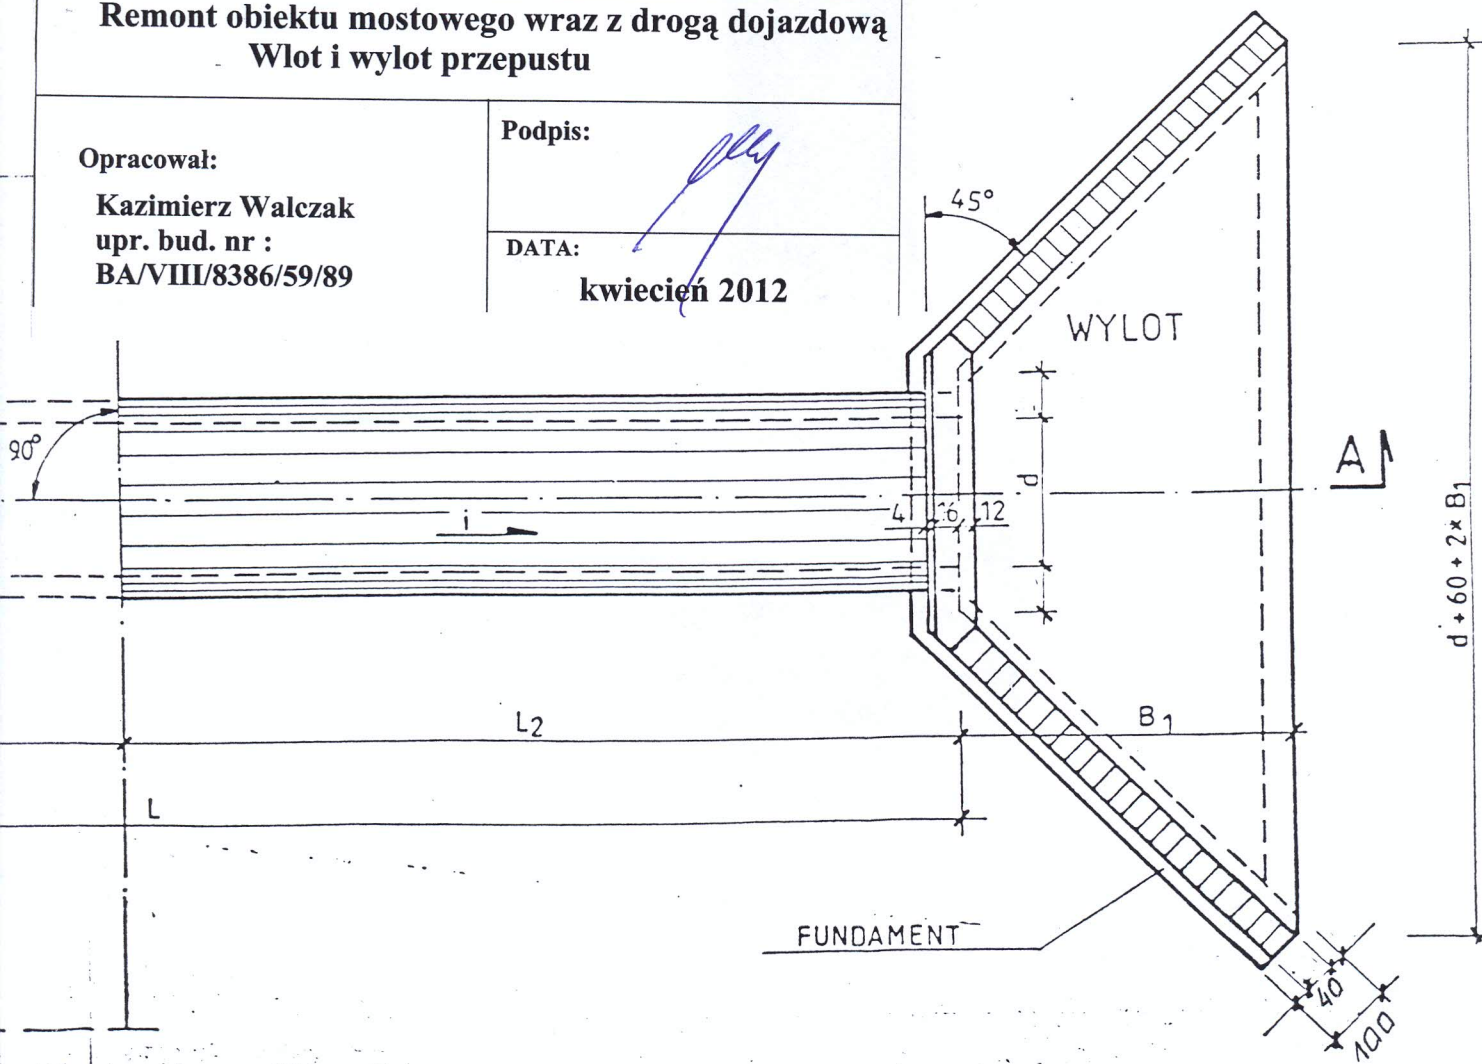 Remont obiektu mostowego wraz z drogą dojazdową
Wlot i wylot przepustu
Opracował:
Kazimierz Walczak
upr. bud. nr :
BA/VIII/8386/59/89
Podpis:
DATA:
kwiecień 2012
45°
WYLOT
90°
A
d
4 16 12
i
d + 60 + 2* B1
L2
B1
L
FUNDAMENT
40
100